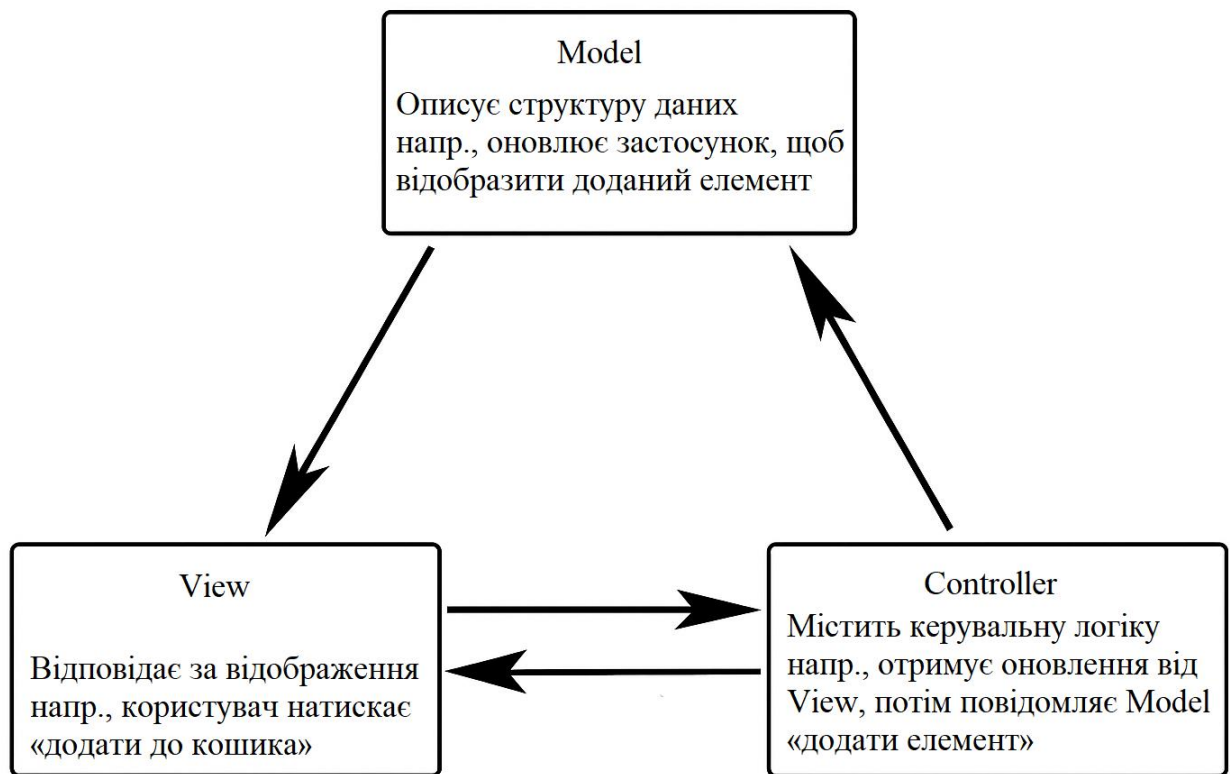 Model
Описує структуру даних
напр., оновлює застосунок, щоб
відобразити доданий елемент
View
Відповідає за відображення
напр., користувач натискає
«додати до кошика»
Controller
Містить керувальну логіку
напр., отримує оновлення від
View, потім повідомляє Model
«додати елемент»